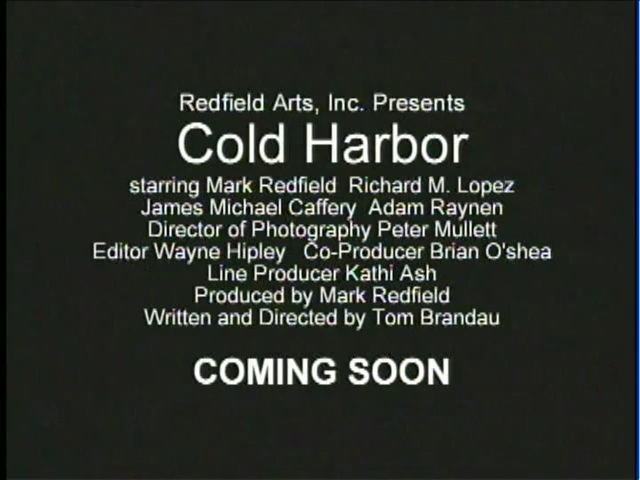 Redfield Arts, Inc. Presents
Cold Harbor
starring Mark Redfield  Richard M. Lopez
James Michael Caffery  Adam Raynen
Director of Photography Peter Mullett
Editor Wayne Hipley  Co-Producer Brian O'shea
Line Producer Kathi Ash
Produced by Mark Redfield
Written and Directed by Tom Brandau
COMING SOON